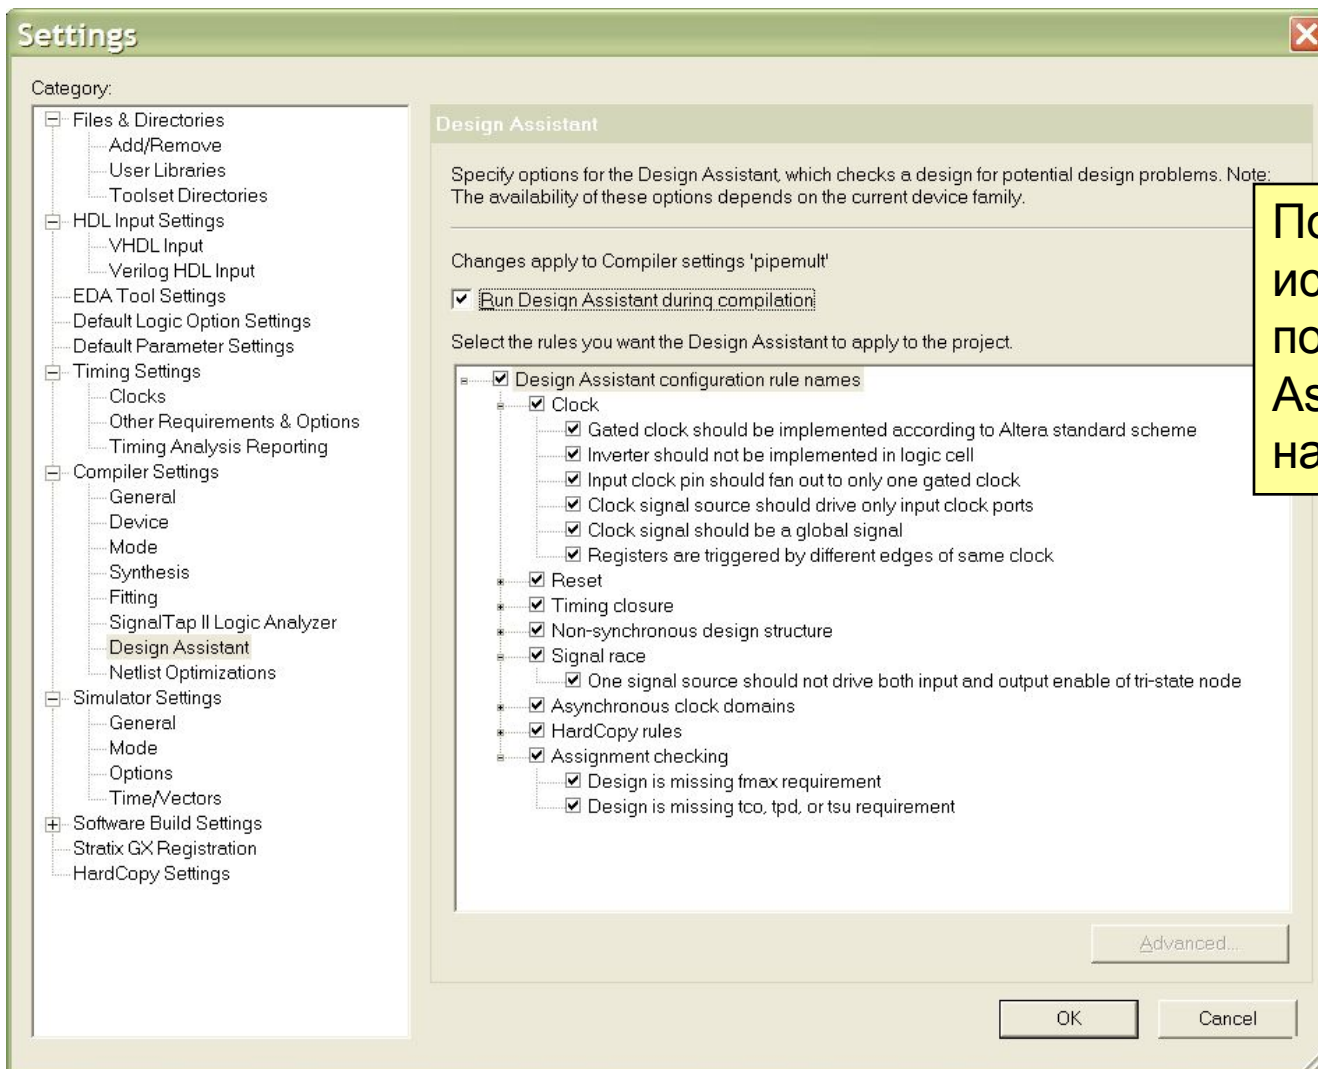 Settings
Category:
Files & Directories
Add/Remove
User Libraries
Toolset Directories
HDL Input Settings
VHDL Input
Verilog HDL Input
EDA Tool Settings
Default Logic Option Settings
Default Parameter Settings
Timing Settings
Clocks
Other Requirements & Options
Timing Analysis Reporting
Compiler Settings
General
Device
Mode
Synthesis
Fitting
SignalTap II Logic Analyzer
Design Assistant
Netlist Optimizations
Simulator Settings
General
Mode
Options
Time/Vectors
Software Build Settings
Stratix GX Registration
HardCopy Settings
Design Assistant
Specify options for the Design Assistant, which checks a design for potential design problems. Note:
The availability of these options depends on the current device family.
Changes apply to Compiler settings 'pipemult'
Run Design Assistant during compilation
Select the rules you want the Design Assistant to apply to the project.
Design Assistant configuration rule names
Clock
Gated clock should be implemented according to Altera standard scheme
Inverter should not be implemented in logic cell
Input clock pin should fan out to only one gated clock
Clock signal source should drive only input clock ports
Clock signal should be a global signal
Registers are triggered by different edges of same clock
Reset
Timing closure
Non-synchronous design structure
Signal race
One signal source should not drive both input and output enable of tri-state node
Asynchronous clock domains
HardCopy rules
Assignment checking
Design is missing fmax requirement
Design is missing tco, tpd, or tsu requirement
Advanced...
OK
Cancel